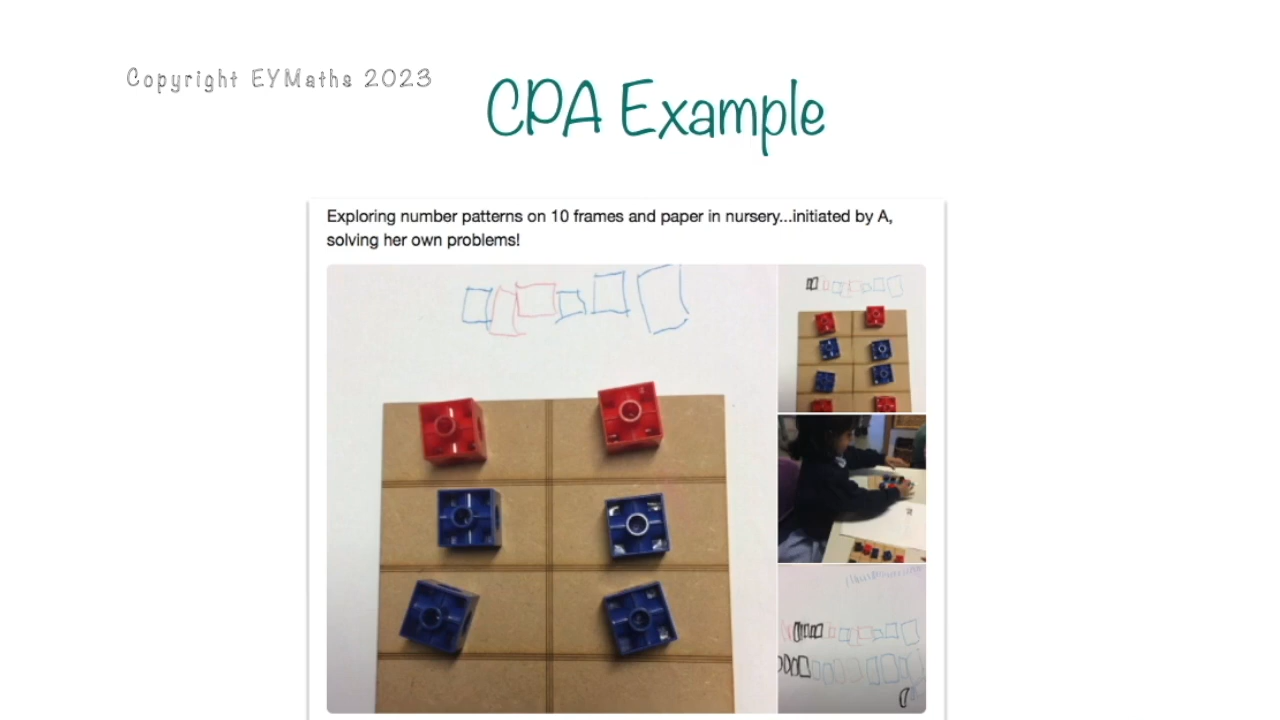 Copyright EYMaths 2023
CPA Example
Exploring number patterns on 10 frames and paper in nursery...initiated by A,
solving her own problems!